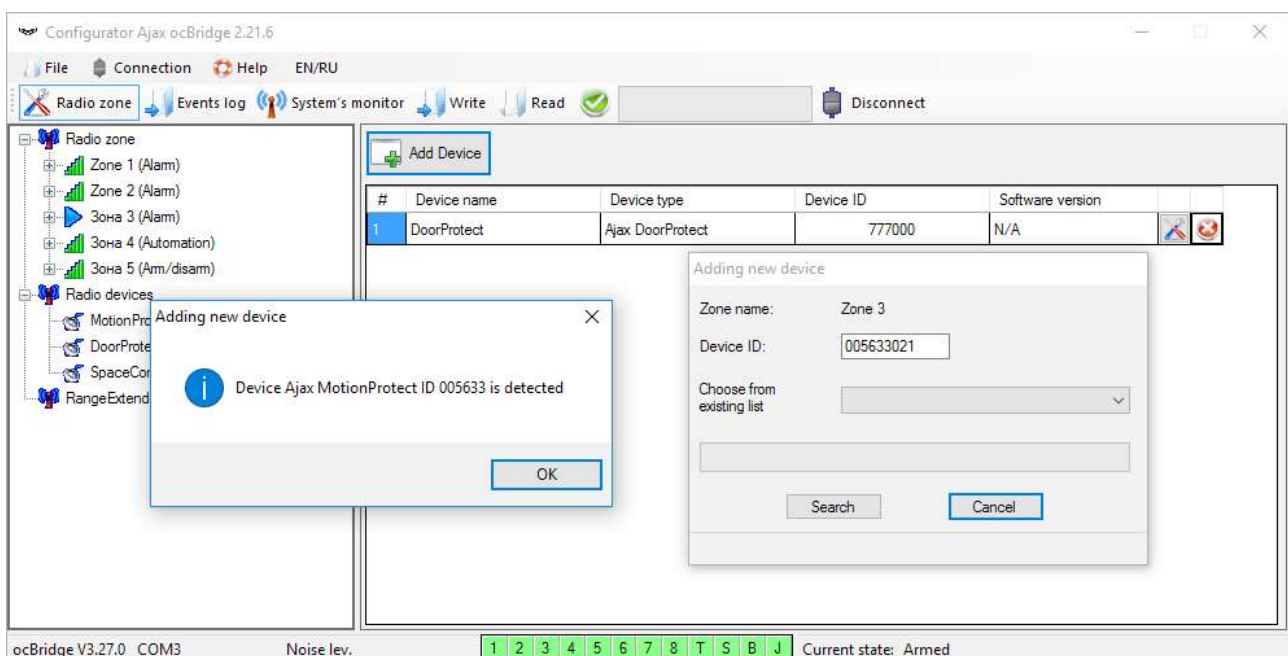 Configurator Ajax ocBridge 2.21.6
File Connection Help EN/RU
Radio zone Events log System's monitor Write Read Disconnect
Radio zone
Zone 1 (Alarm)
Zone 2 (Alarm)
Зона 3 (Alarm)
Зона 4 (Automation)
Зона 5 (Arm/disarm)
Radio devices
MotionPro
DoorProte
SpaceCor
RangeExtend
Add Device
# Device name Device type Device ID Software version
1 DoorProtect Ajax DoorProtect 777000 N/A
Adding new device
Zone name: Zone 3
Device ID: 005633021
Choose from
existing list
Search Cancel
Adding new device
Device Ajax MotionProtect ID 005633 is detected
OK
ocBridge V3.27.0 COM3 Noise lev. 1 2 3 4 5 6 7 8 T S B J Current state: Armed